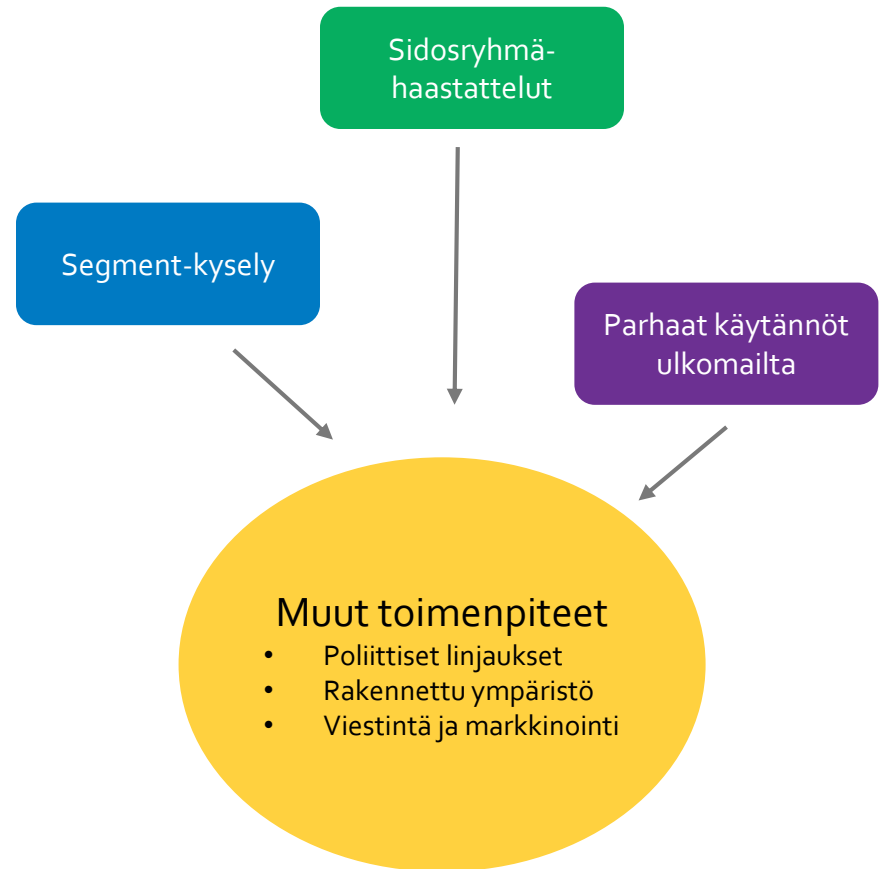 Sidosryhmä-
haastattelut
Segment-kysely
Parhaat käytännöt
ulkomailta
Muut toimenpiteet
• Poliittiset linjaukset
• Rakennettu ympäristö
• Viestintä ja markkinointi